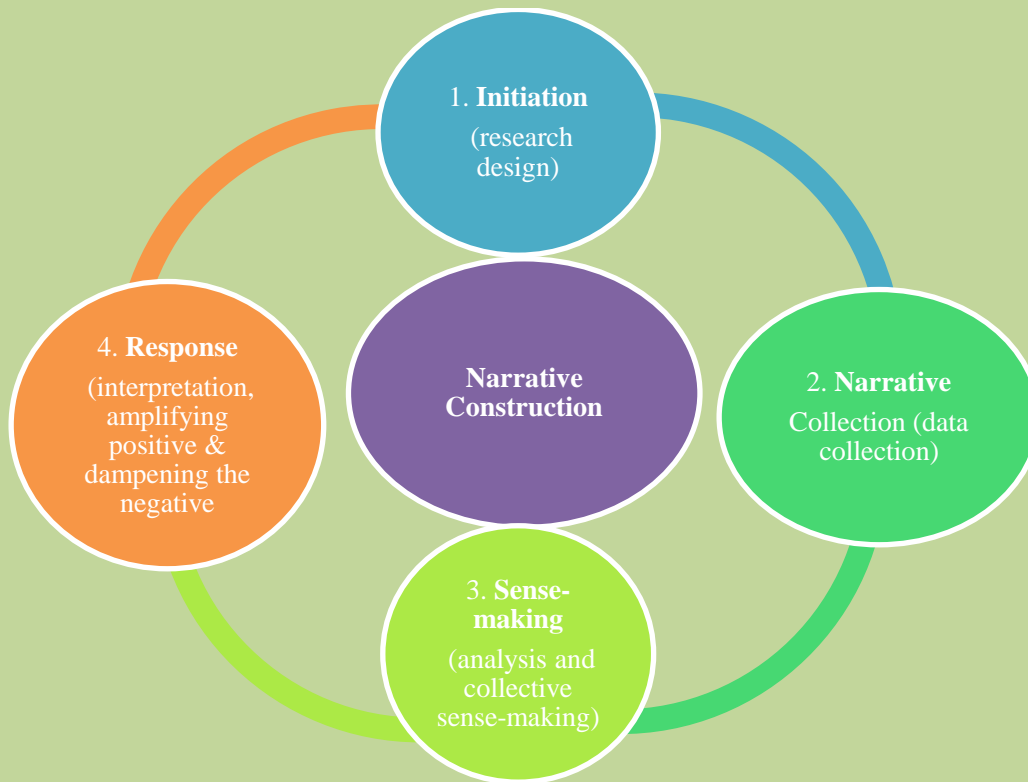 1. Initiation
(research
design)
2. Narrative
Collection (data
collection)
3. Sense-
making
(analysis and
collective
sense-making)
4. Response
(interpretation,
amplifying
positive &
dampening the
negative
Narrative
Construction